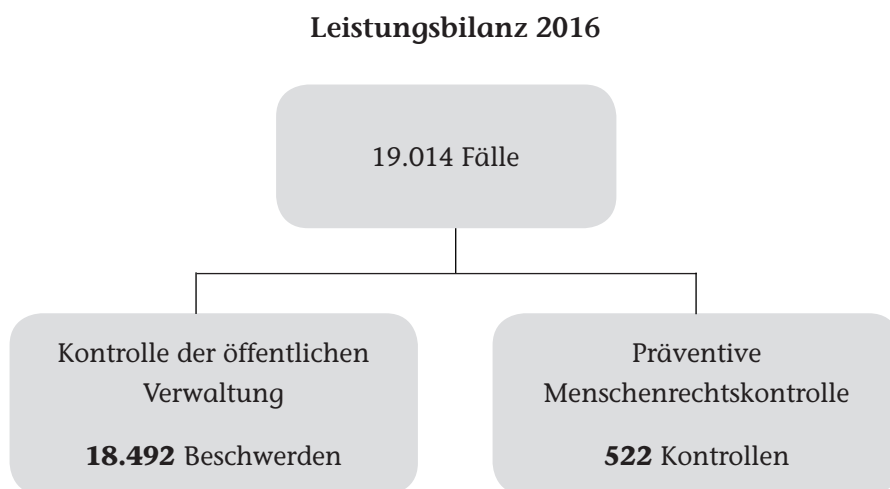 Leistungsbilanz 2016
19.014 Fälle
Kontrolle der öffentlichen
Verwaltung
18.492 Beschwerden
Präventive
Menschenrechtskontrolle
522 Kontrollen